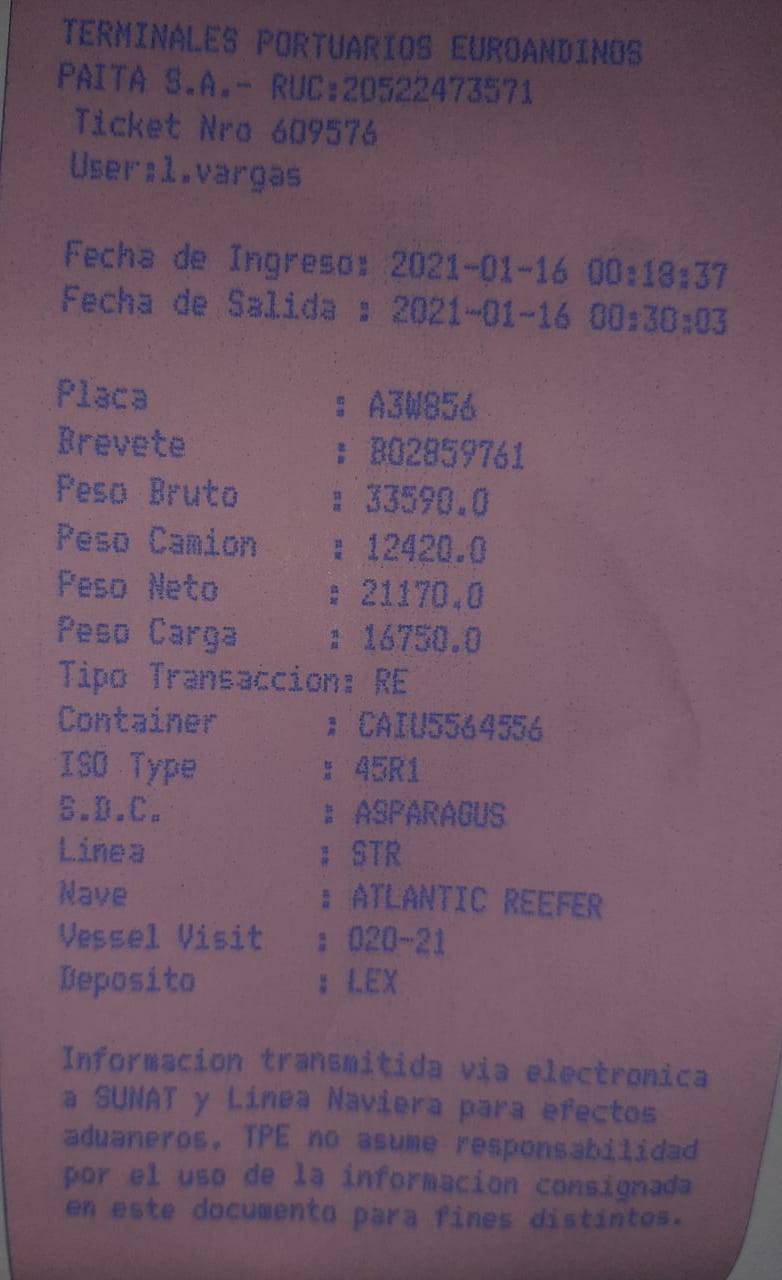 TERMINALES PORTUARIOS EUROANDINOS
PAITA S.A.- RUC:20522473571
Ticket Nro 609576
User:l.vargas
Fecha de Ingreso: 2021-01-16 00:18:37
Fecha de Salida : 2021-01-16 00:30:03
Placa : A3W856
Brevete : B02859761
Peso Bruto : 33590.0
Peso Camion : 12420.0
Peso Neto : 21170.0
Peso Carga : 16750.0
Tipo Transaccion: RE
Container : CAIU5564556
ISO Type : 45R1
S.D.C. : ASPARAGUS
Linea : STR
Nave : ATLANTIC REEFER
Vessel Visit : 020-21
Deposito : LEX
Informacion transmitida via electronica
a SUNAT y Linea Naviera para efectos
aduaneros. TPE no asume responsabilidad
por el uso de la informacion consignada
en este documento para fines distintos.